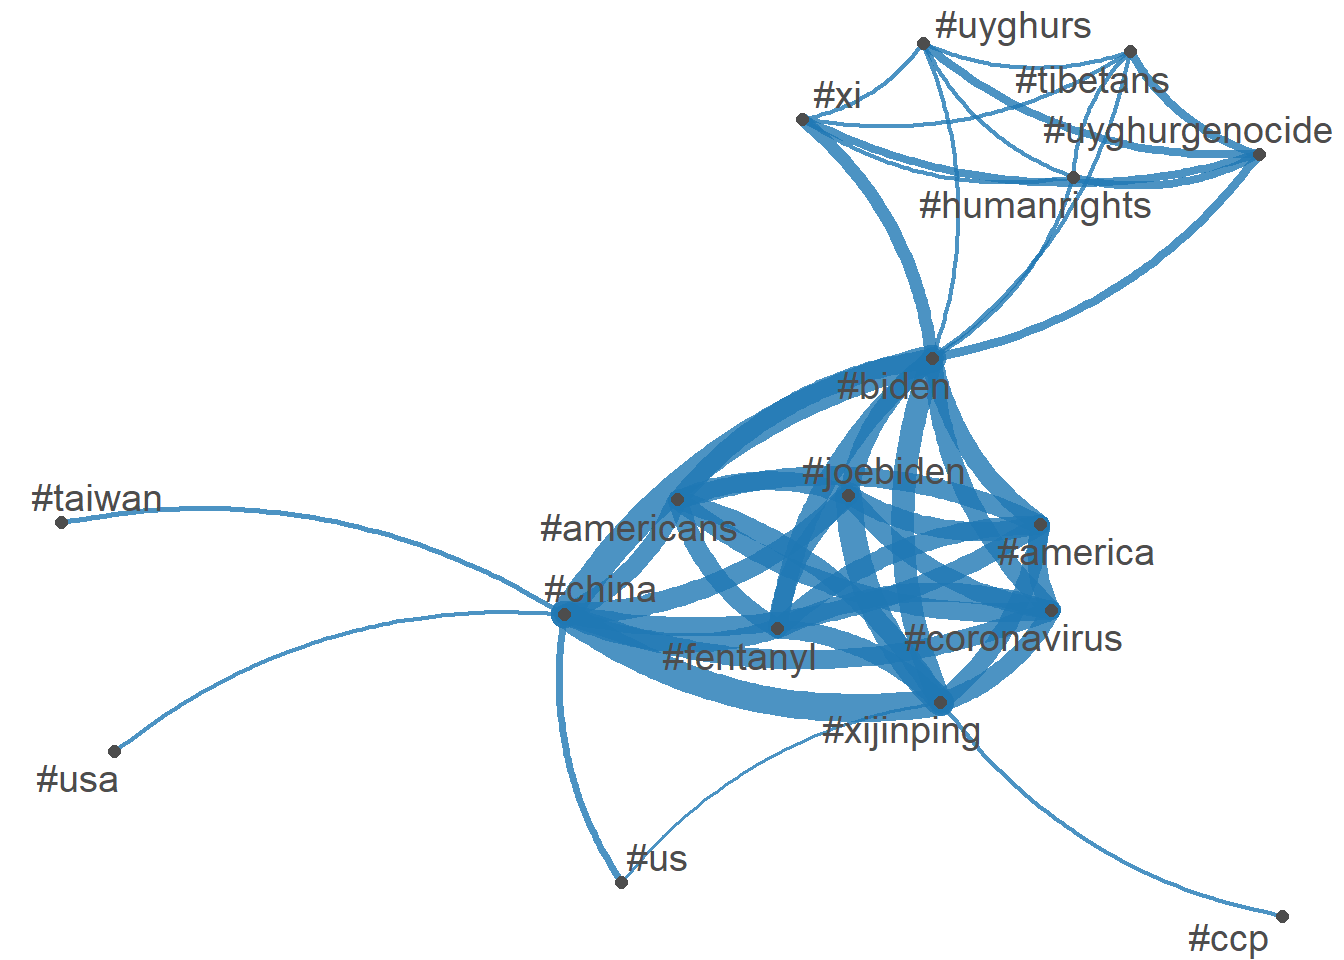 #uyghurs
#tibetans
#xi
#uyghurgenocide
#humanrights
#biden
#joebiden
#taiwan
#americans
#america
#china
#coronavirus
#fentanyl
#xijinping
#usa
#us
#ccp